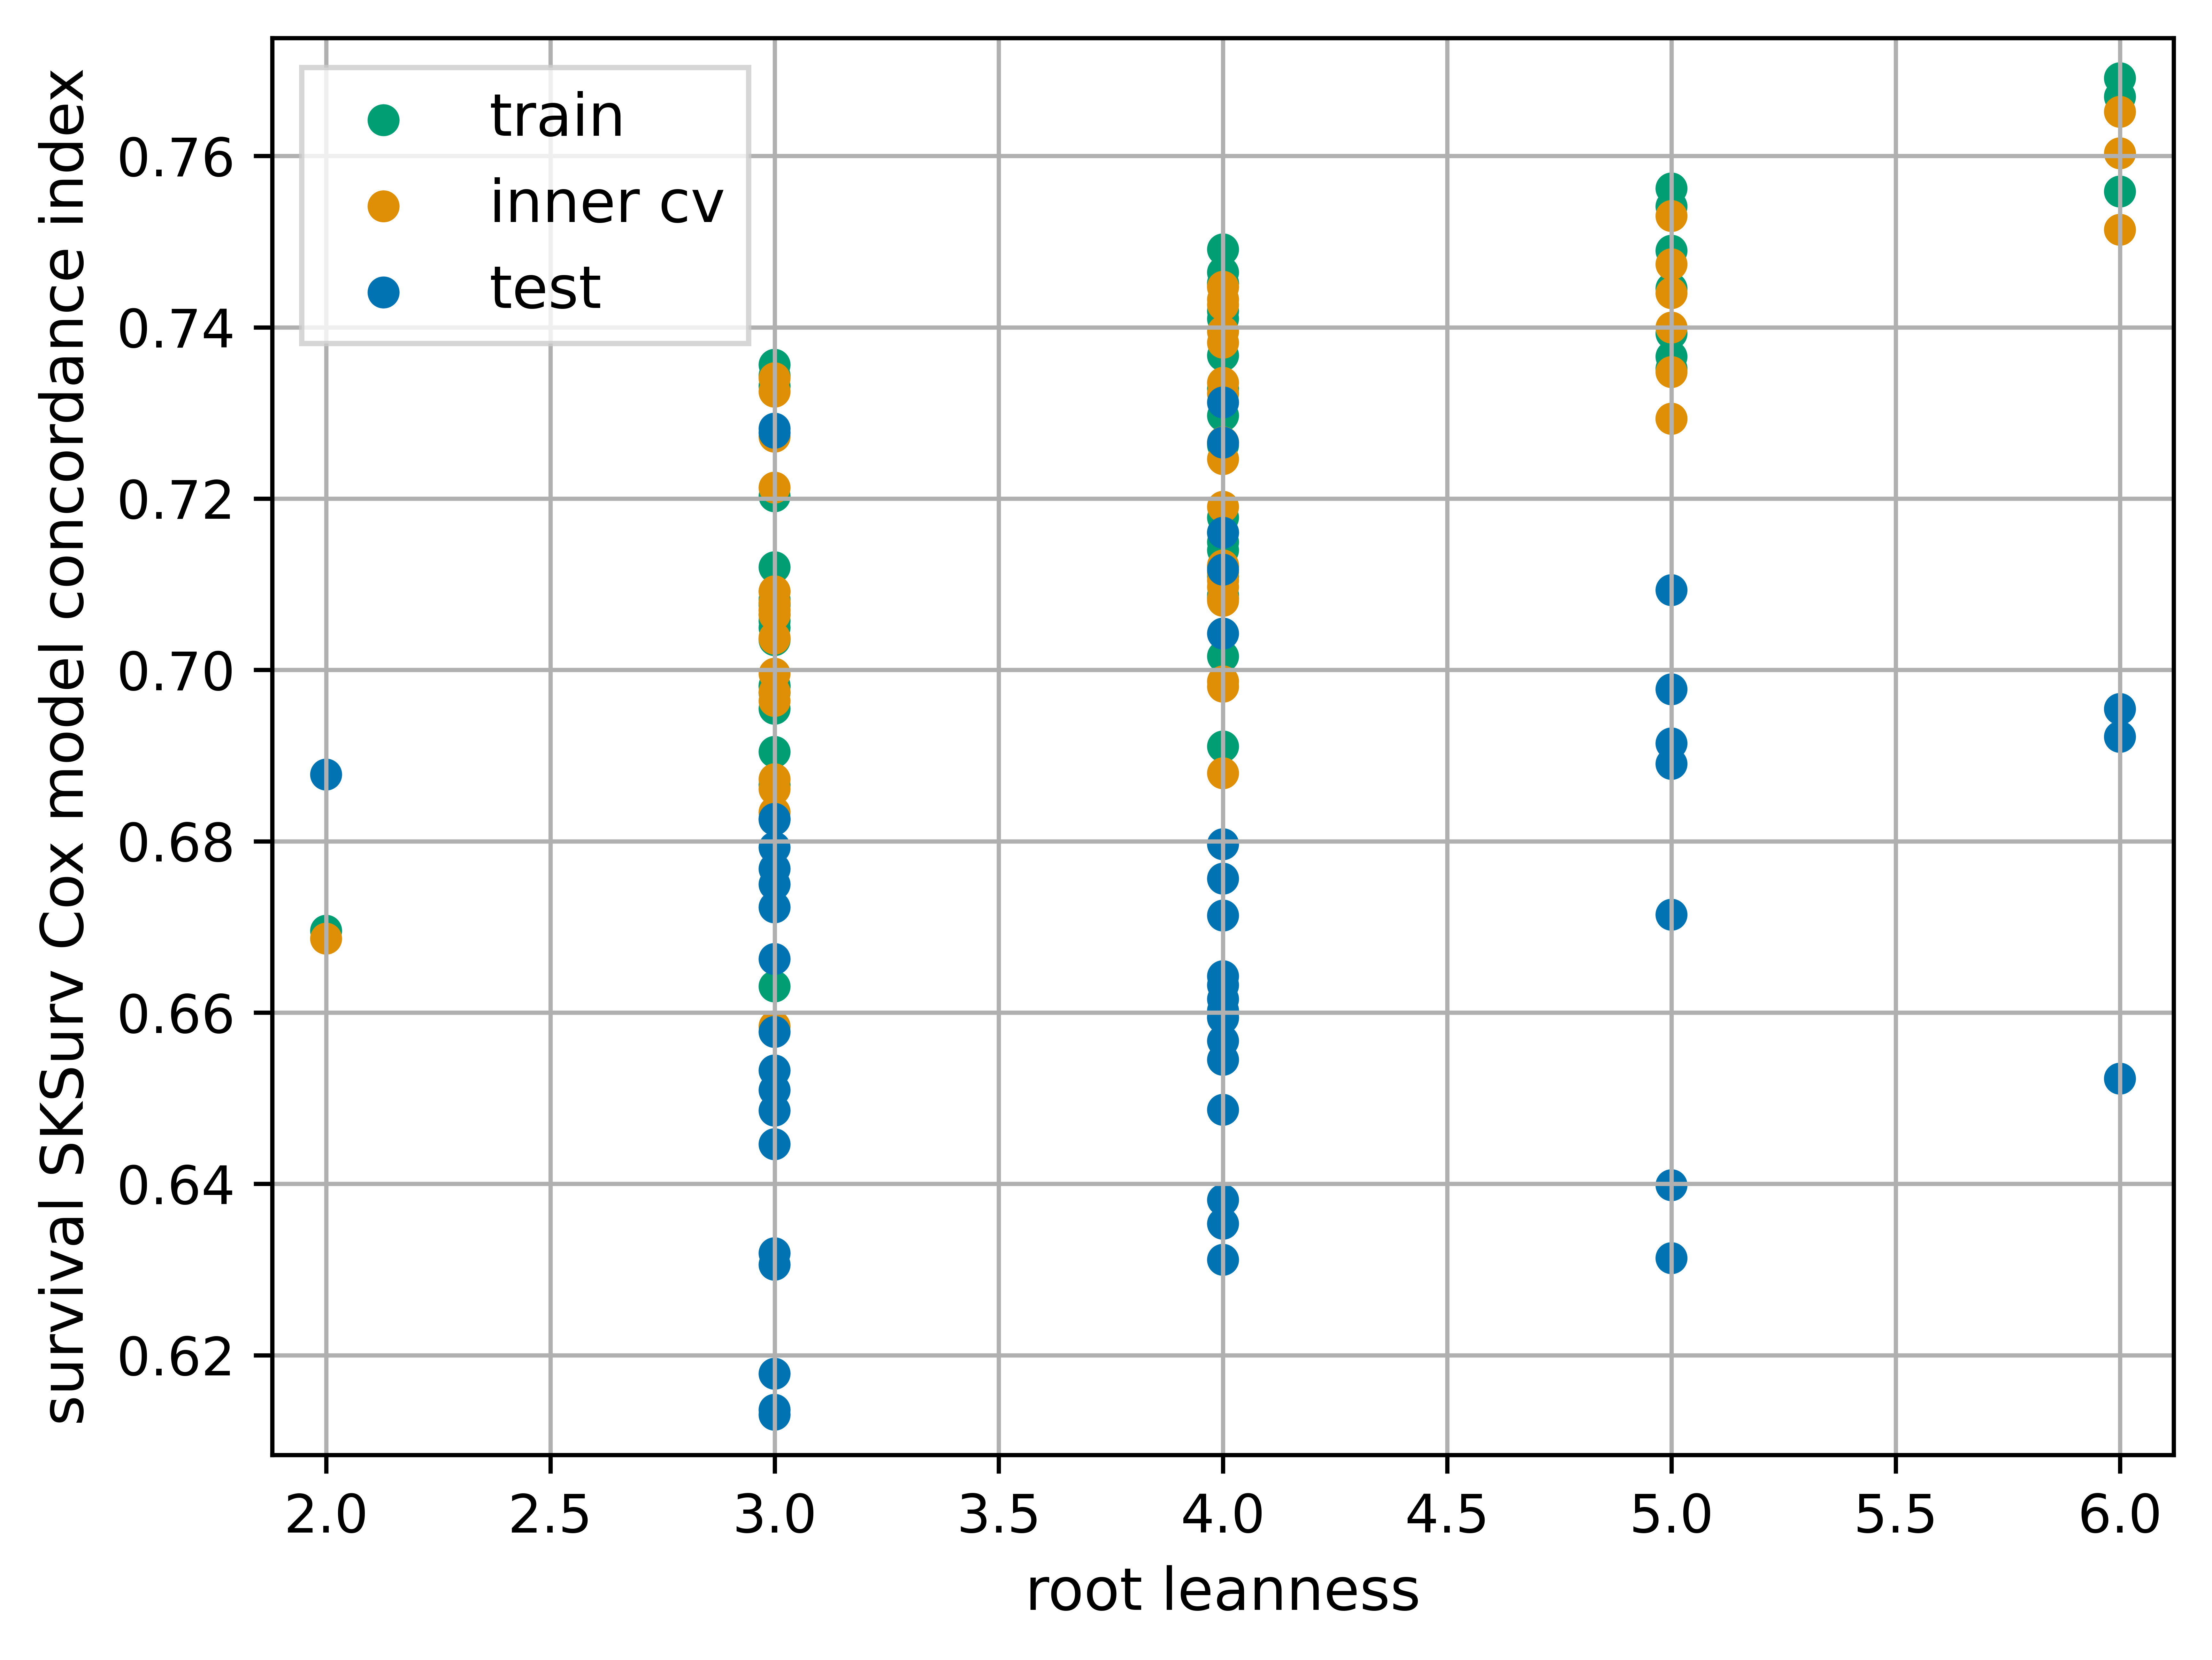 survival SKSurv Cox model concordance index
0.76
0.74
0.72
0.70
0.68
0.66
0.64
0.62
train
inner cv
test
2.0 2.5 3.0 3.5 4.0 4.5 5.0 5.5 6.0
root leanness